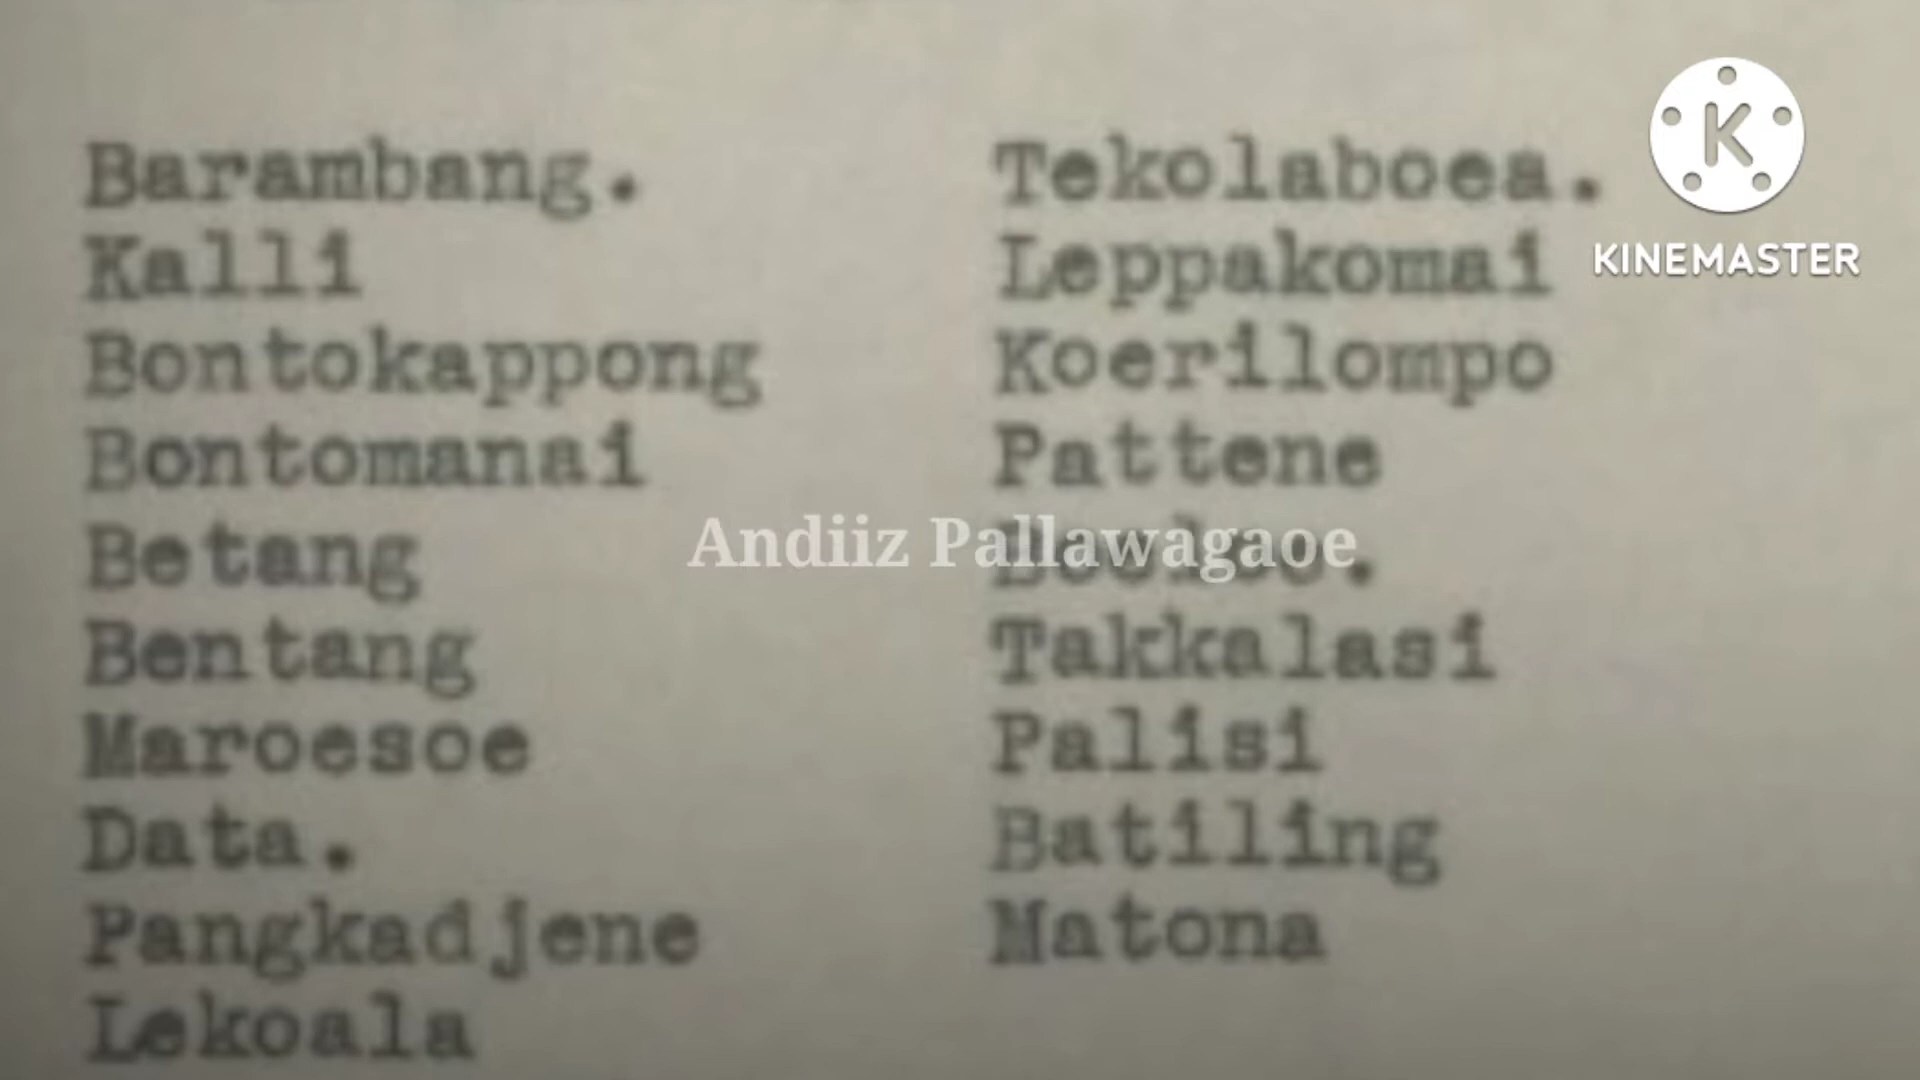 Barambang.
Kalli
Bontokappong
Bontomanai
Betang
Bentang
Maroesoe
Data.
Pangkadjene
Lekoala
Tekolaboea.
Leppakomai
Koerilompo
Pattene
Takkalasi
Palisi
Batiling
Matona
Andiiz Pallawagaoe
K
KINEMASTER